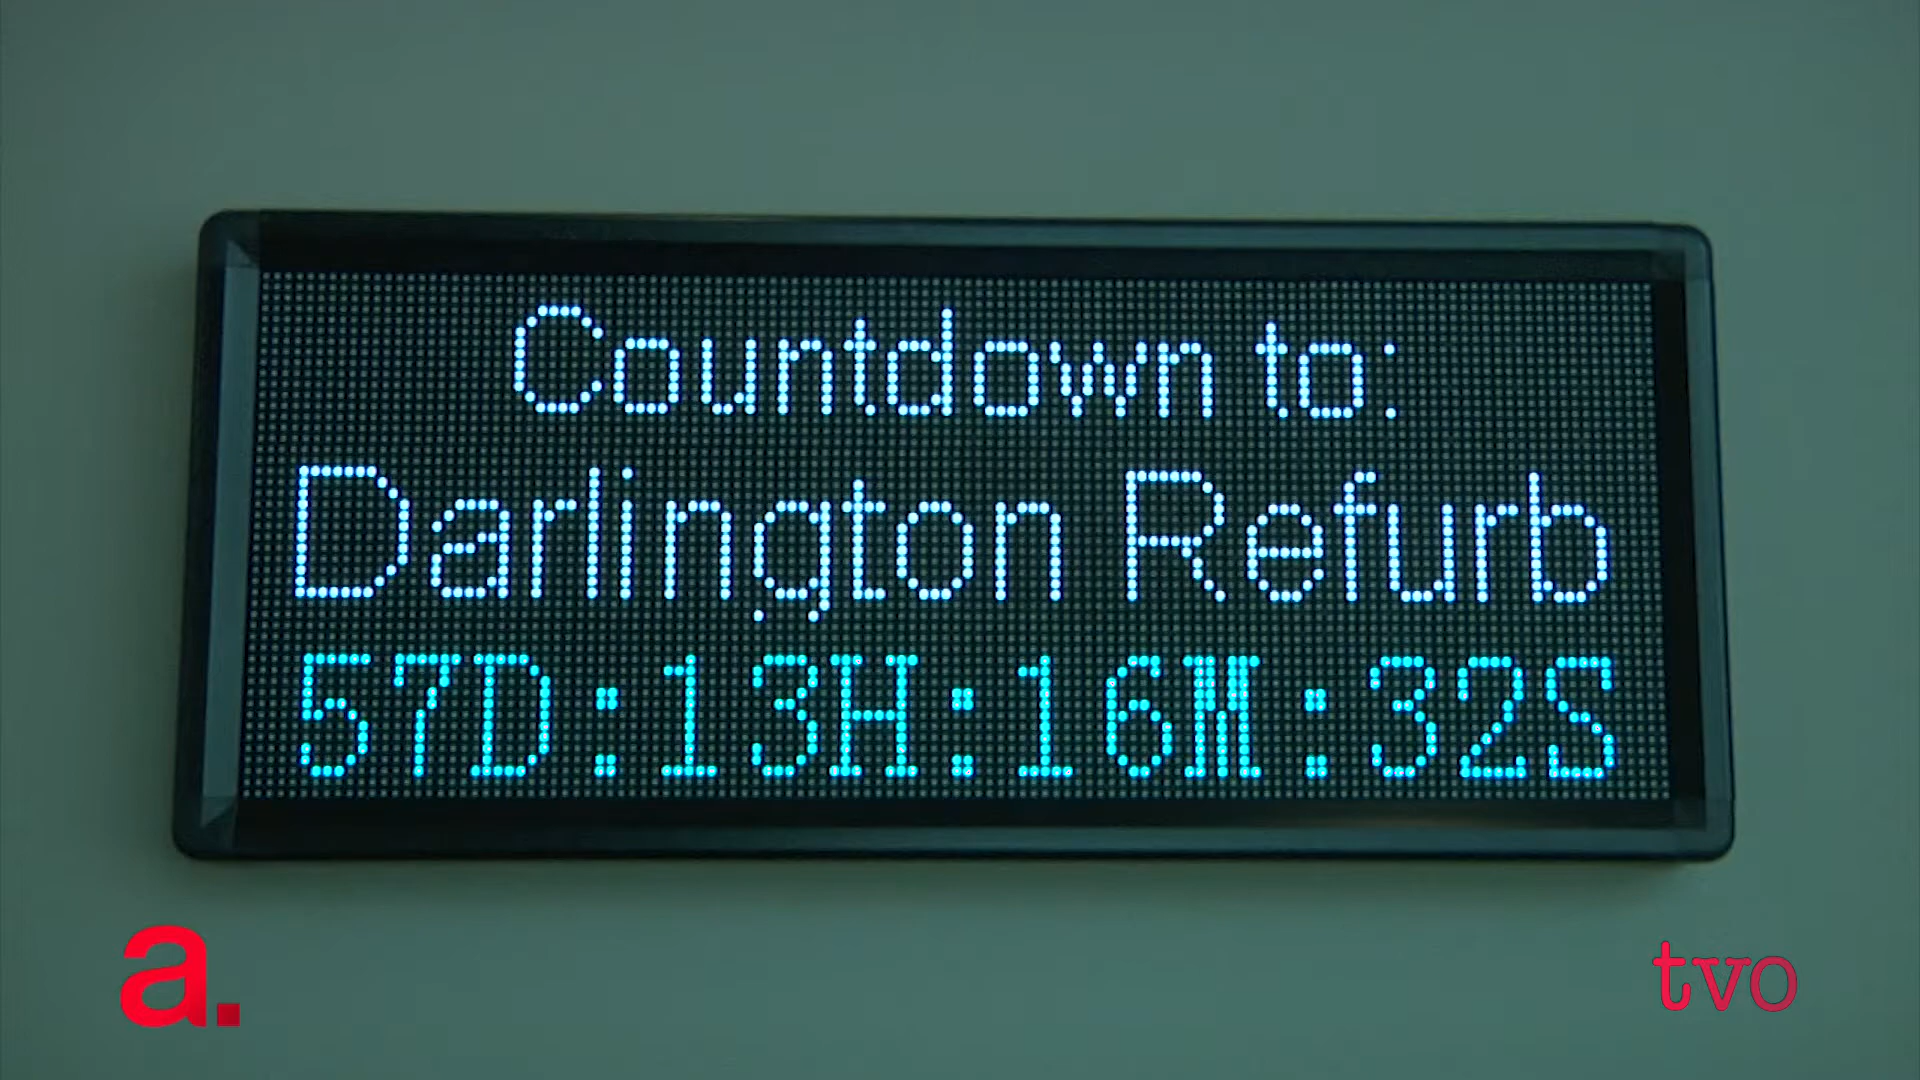 Countdown to:
Darlington Refurb
57D:13H:16M:32S
a.
tvo